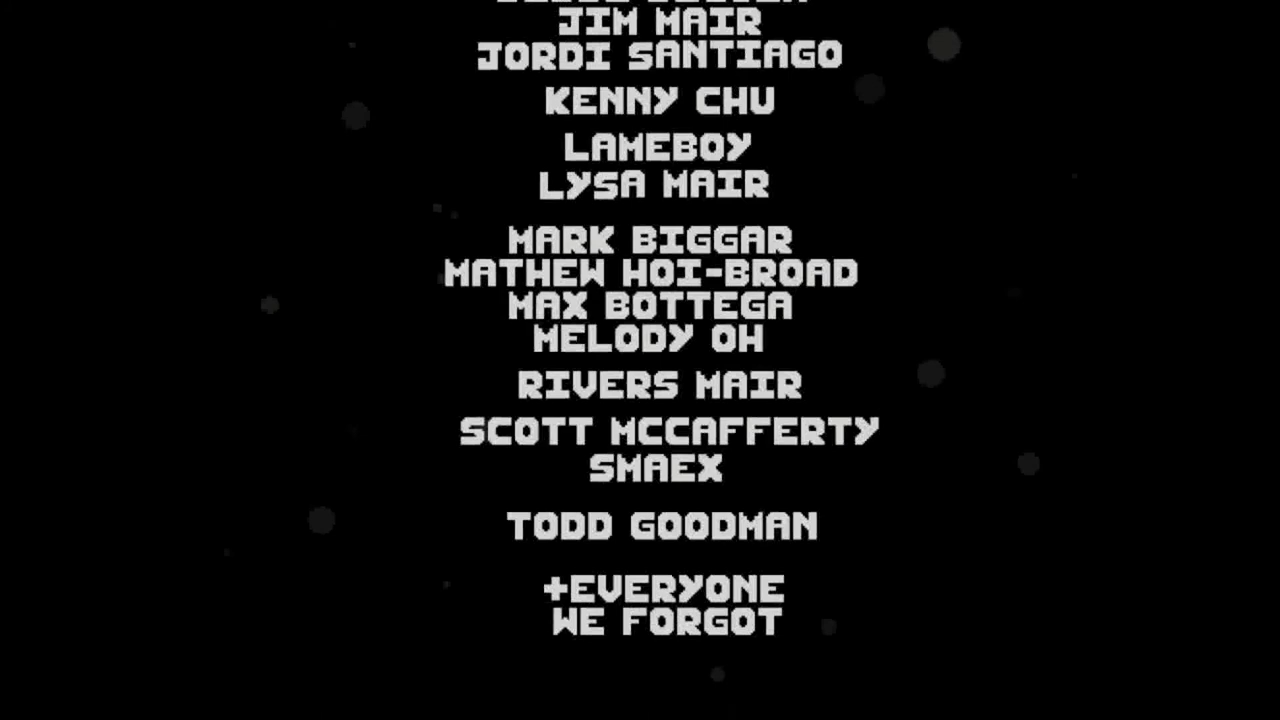 JIM MAIR
JORDI SANTIAGO
KENNY CHU
LAMEBOY
LYSA MAIR
MARK BIGGAR
MATHEW HOI-BROAD
MAX BOTTEGA
MELODY OH
RIVERS MAIR
SCOTT MCCAFFERTY
SMAEX
TODD GOODMAN
+EVERYONE
WE FORGOT